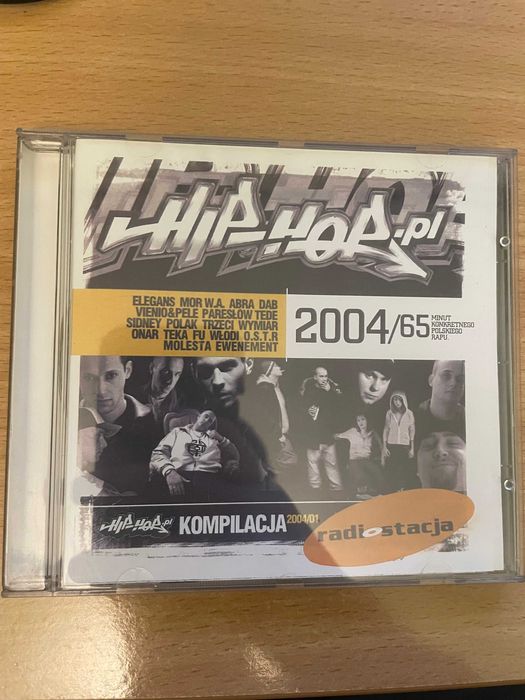 HIP-HOP.pl
ELEGANS MOR W.A. ABRA DAB
VIENIO&PELE PARESŁOW TEDE
SIDNEY POLAK TRZECI WYMIAR
ONAR TEKA FU WŁODI O.S.T.R
MOLESTA EWENEMENT
2004/65
MINUT
KONKRETNEGO
POLSKIEGO
RAPU.
HIP-HOP.pl KOMPILACJA 2004/01
radiostacja